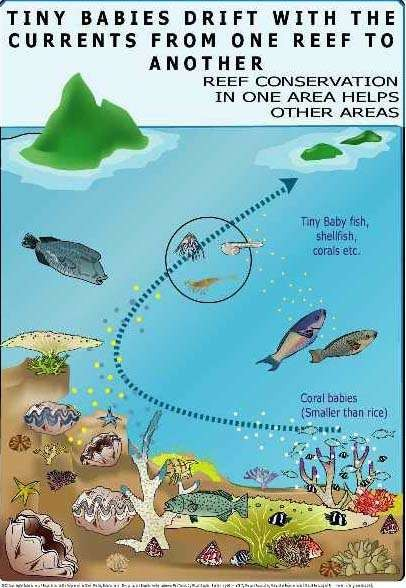 TINY BABIES DRIFT WITH THE
CURRENTS FROM ONE REEF TO
ANOTHER
REEF CONSERVATION
IN ONE AREA HELPS
OTHER AREAS
Tiny Baby fish,
shellfish,
corals etc.
Coral babies
(Smaller than rice)